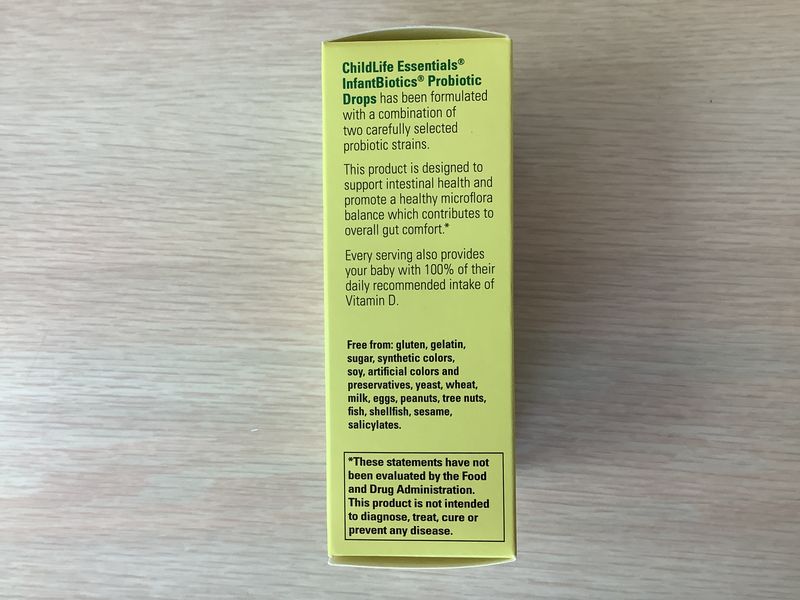 ChildLife Essentials®
InfantBiotics® Probiotic
Drops has been formulated
with a combination of
two carefully selected
probiotic strains.
This product is designed to
support intestinal health and
promote a healthy microflora
balance which contributes to
overall gut comfort.*
Every serving also provides
your baby with 100% of their
daily recommended intake of
Vitamin D.
Free from: gluten, gelatin,
sugar, synthetic colors,
soy, artificial colors and
preservatives, yeast, wheat,
milk, eggs, peanuts, tree nuts,
fish, shellfish, sesame,
salicylates.
*These statements have not
been evaluated by the Food
and Drug Administration.
This product is not intended
to diagnose, treat, cure or
prevent any disease.